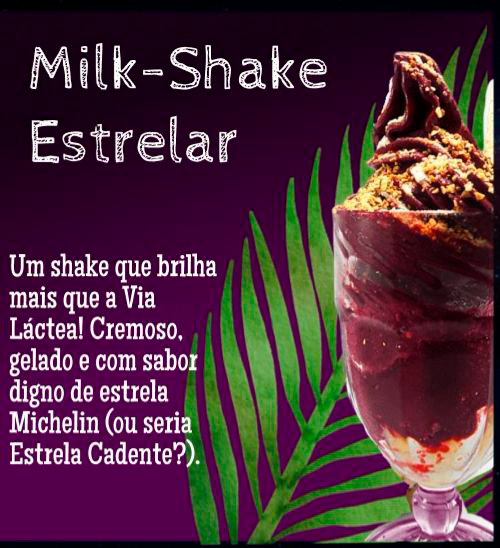 Milk-Shake
Estrelar
Um shake que brilha
mais que a Via
Láctea! Cremoso,
gelado e com sabor
digno de estrela
Michelin (ou seria
Estrela Cadente?).